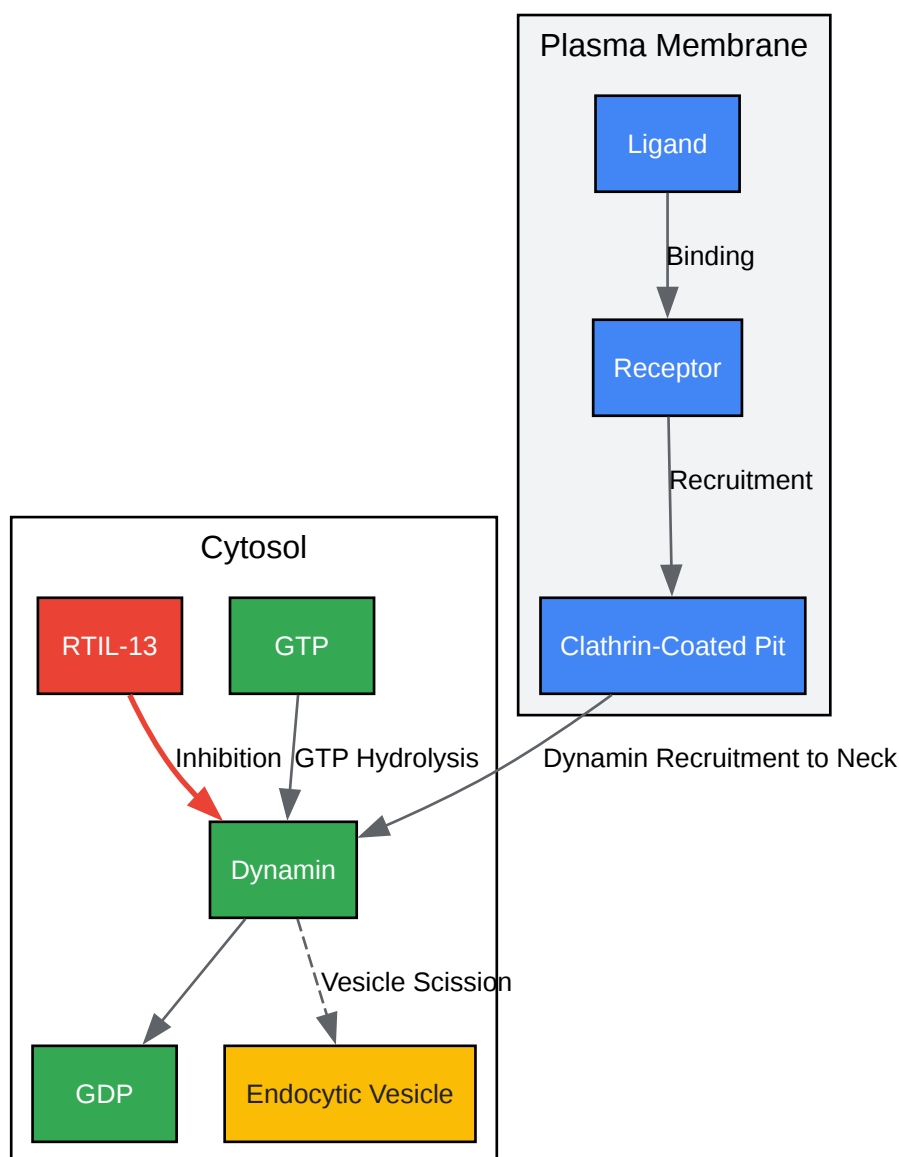 Plasma Membrane
Ligand
Binding
Receptor
Recruitment
Cytosol
RTIL-13
GTP
Clathrin-Coated Pit
Inhibition
GTP Hydrolysis
Dynamin Recruitment to Neck
Dynamin
Vesicle Scission
GDP
Endocytic Vesicle